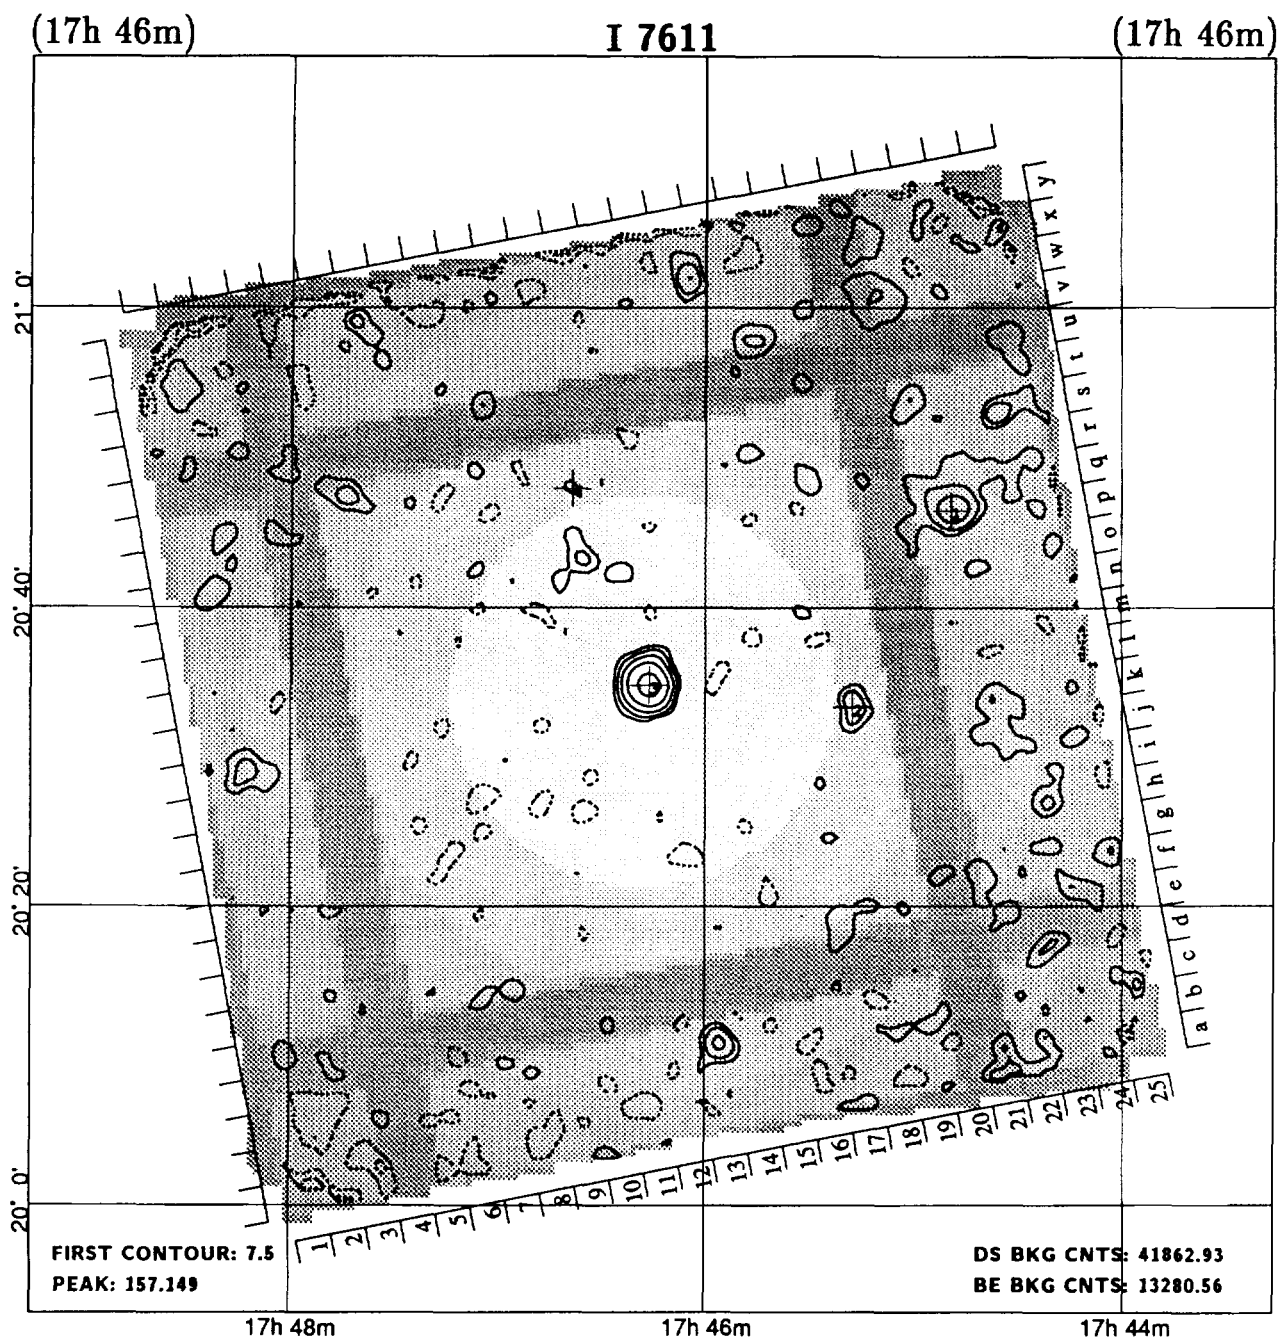 (17h 46m) I 7611 (17h 46m)
21° 0'
20° 40'
20° 20'
20° 0'
a b c d e f g h i j k l m n o p q r s t u v w x y
1 2 3 4 5 6 7 8 9 10 11 12 13 14 15 16 17 18 19 20 21 22 23 24 25
FIRST CONTOUR: 7.5 DS BKG CNTS: 41862.93
PEAK: 157.149 BE BKG CNTS: 13280.56
17h 48m 17h 46m 17h 44m